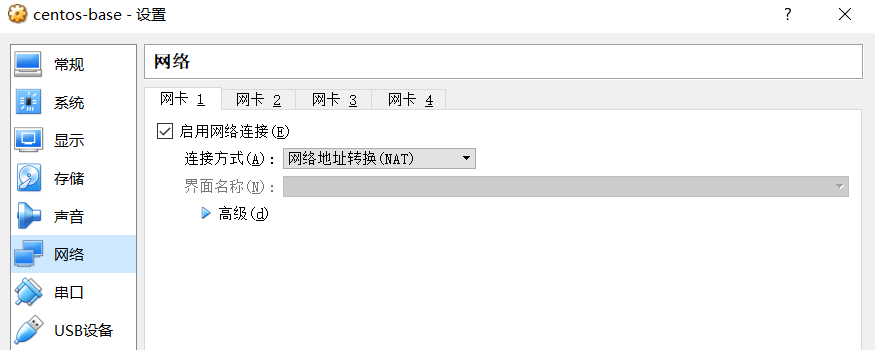 centos-base - 设置
常规
系统
显示
存储
声音
网络
串口
USB设备
网络
网卡 1 网卡 2 网卡 3 网卡 4
启用网络连接(E)
连接方式(A): 网络地址转换(NAT)
界面名称(N):
高级(d)